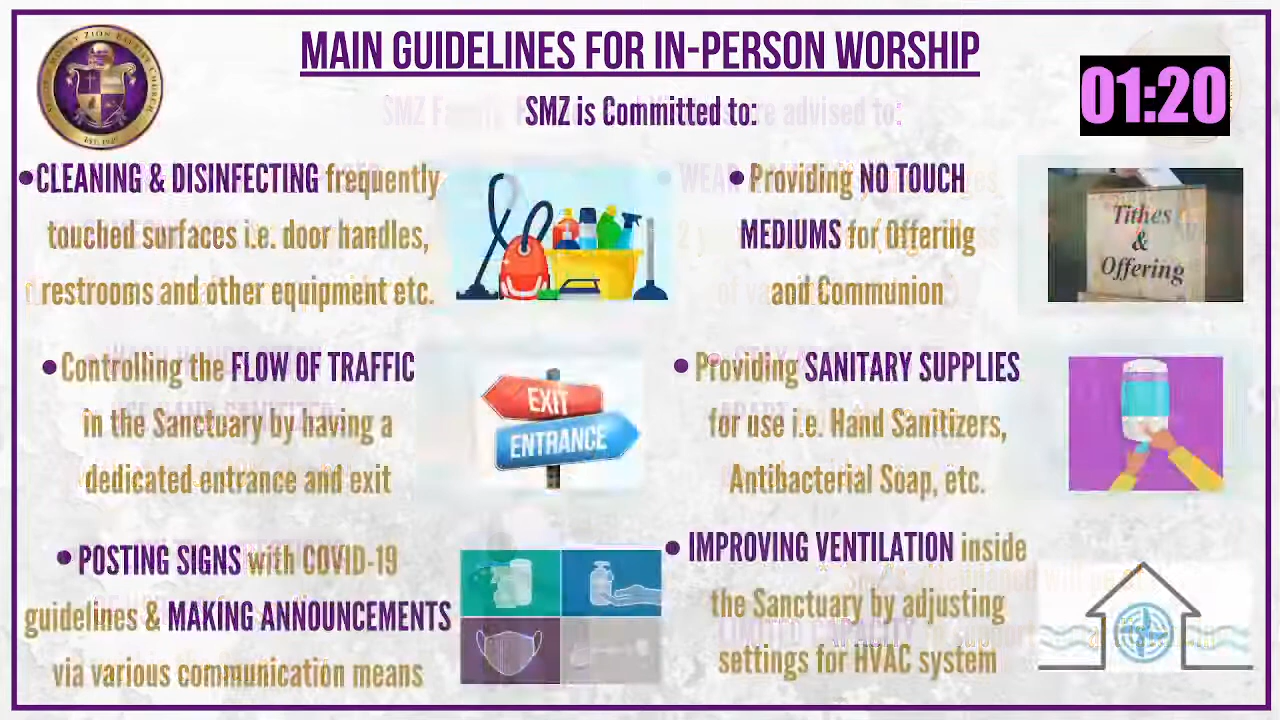 MAIN GUIDELINES FOR IN-PERSON WORSHIP
01:20
SMZ is Committed to:
•CLEANING & DISINFECTING frequently
touched surfaces i.e. door handles,
restrooms and other equipment etc.
• Providing NO TOUCH
MEDIUMS for Offering
and Communion
Tithes
&
Offering
•Controlling the FLOW OF TRAFFIC
in the Sanctuary by having a
dedicated entrance and exit
EXIT
ENTRANCE
• Providing SANITARY SUPPLIES
for use i.e. Hand Sanitizers,
Antibacterial Soap, etc.
• POSTING SIGNS with COVID-19
guidelines & MAKING ANNOUNCEMENTS
via various communication means
• IMPROVING VENTILATION inside
the Sanctuary by adjusting
settings for HVAC system